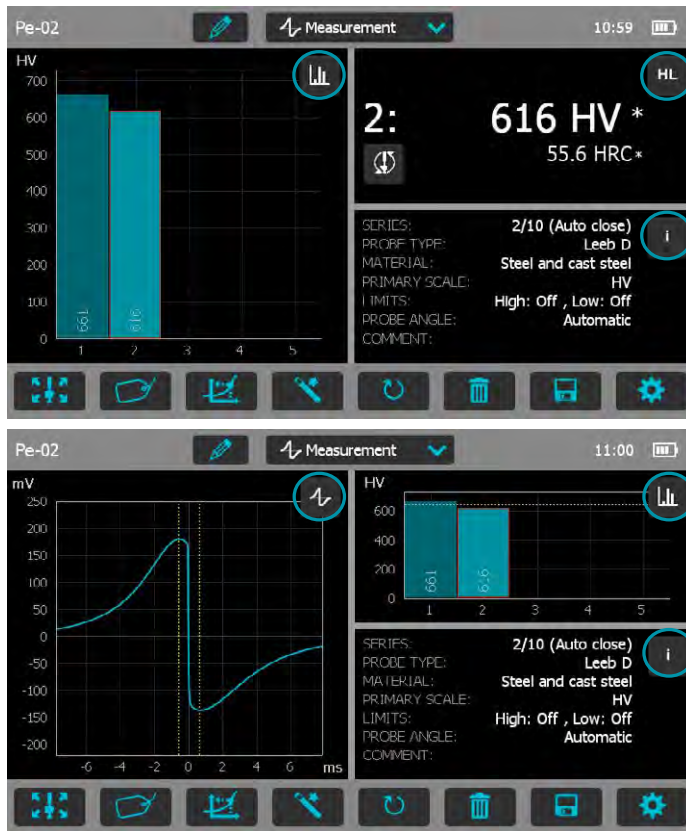 Pe-02 Measurement 10:59
HV
700
600
500
400
300
200
100
0
661
616
1 2 3 4 5
HL
2: 616 HV *
55.6 HRC*
SERIES: 2/10 (Auto close)
i
PROBE TYPE: Leeb D
MATERIAL: Steel and cast steel
PRIMARY SCALE: HV
LIMITS: High: Off , Low: Off
PROBE ANGLE: Automatic
COMMENT:
Pe-02 Measurement 11:00
mV
250
200
150
100
50
0
-50
-100
-150
-200
-6 -4 -2 0 2 4 6 ms
HV
600
400
200
0
661
616
1 2 3 4 5
SERIES: 2/10 (Auto close)
i
PROBE TYPE: Leeb D
MATERIAL: Steel and cast steel
PRIMARY SCALE: HV
LIMITS: High: Off , Low: Off
PROBE ANGLE: Automatic
COMMENT: